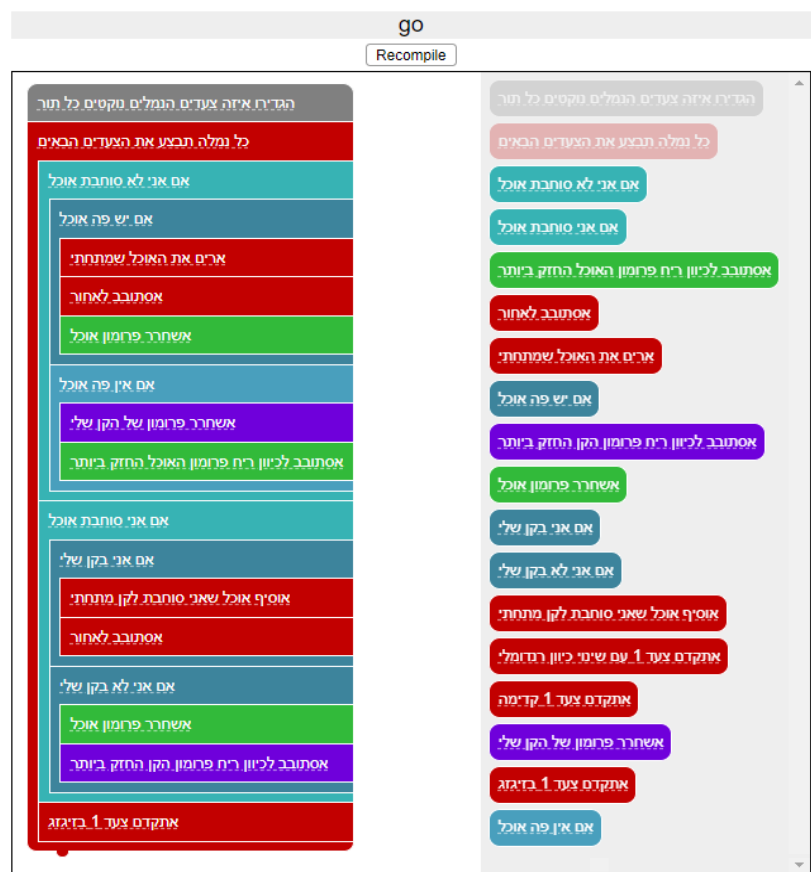 go
Recompile
הגדירו איזה צעדים הנמלים נוקטים כל תור
כל נמלה תבצע את הצעדים הבאים
אם אני לא סוחבת אוכל
אם יש פה אוכל
ארים את האוכל שמתחתי
אסתובב לאחור
אשחרר פרומון אוכל
אם אין פה אוכל
אשחרר פרומון של הקן שלי
אסתובב לכיוון ריח פרומון האוכל החזק ביותר
אם אני סוחבת אוכל
אם אני בקן שלי
אוסיף אוכל שאני סוחבת לקן מתחתי
אסתובב לאחור
אם אני לא בקן שלי
אשחרר פרומון אוכל
אסתובב לכיוון ריח פרומון הקן החזק ביותר
אתקדם צעד 1 בזיגזג
הגדירו איזה צעדים הנמלים נוקטים כל תור
כל נמלה תבצע את הצעדים הבאים
אם אני לא סוחבת אוכל
אם אני סוחבת אוכל
אסתובב לכיוון ריח פרומון האוכל החזק ביותר
אסתובב לאחור
ארים את האוכל שמתחתי
אם יש פה אוכל
אסתובב לכיוון ריח פרומון הקן החזק ביותר
אשחרר פרומון אוכל
אם אני בקן שלי
אם אני לא בקן שלי
אוסיף אוכל שאני סוחבת לקן מתחתי
אתקדם צעד 1 עם שינוי כיוון רנדומלי
אתקדם צעד 1 קדימה
אשחרר פרומון של הקן שלי
אתקדם צעד 1 בזיגזג
אם אין פה אוכל